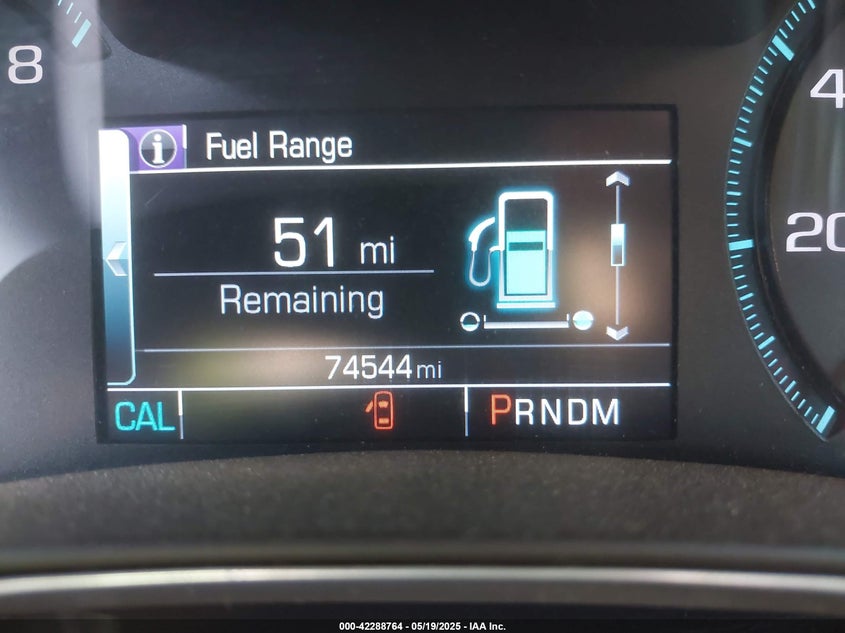 8
4
20
Fuel Range
51 mi
Remaining
74544 mi
CAL
PRNDM
000-42288764 - 05/19/2025 - IAA Inc.